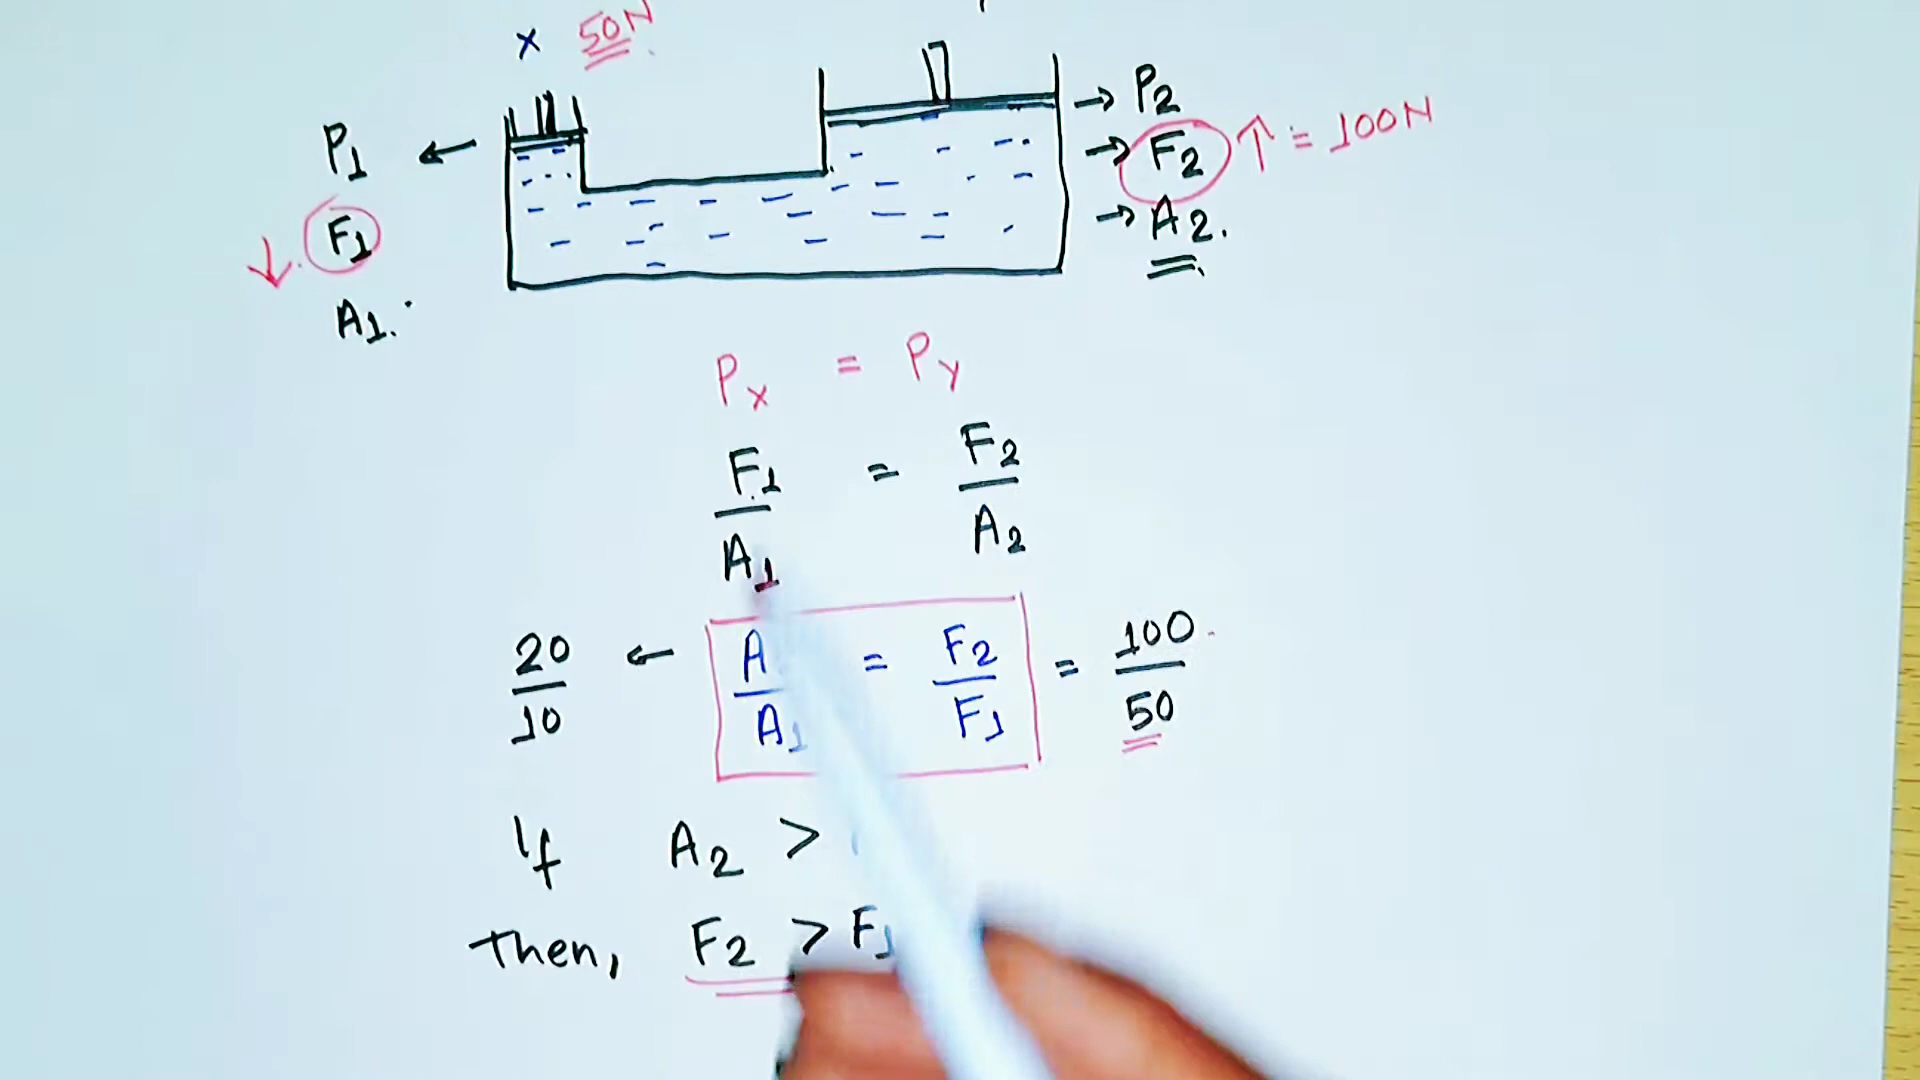 x 50N.
P1 ← → P2
F1 → F2 ↑ = 100N
↓
A1. → A2.
Px = Py
F1/A1 = F2/A2
20/10 ← A/A1 = F2/F1 = 100/50
If A2 >
Then, F2 > F1